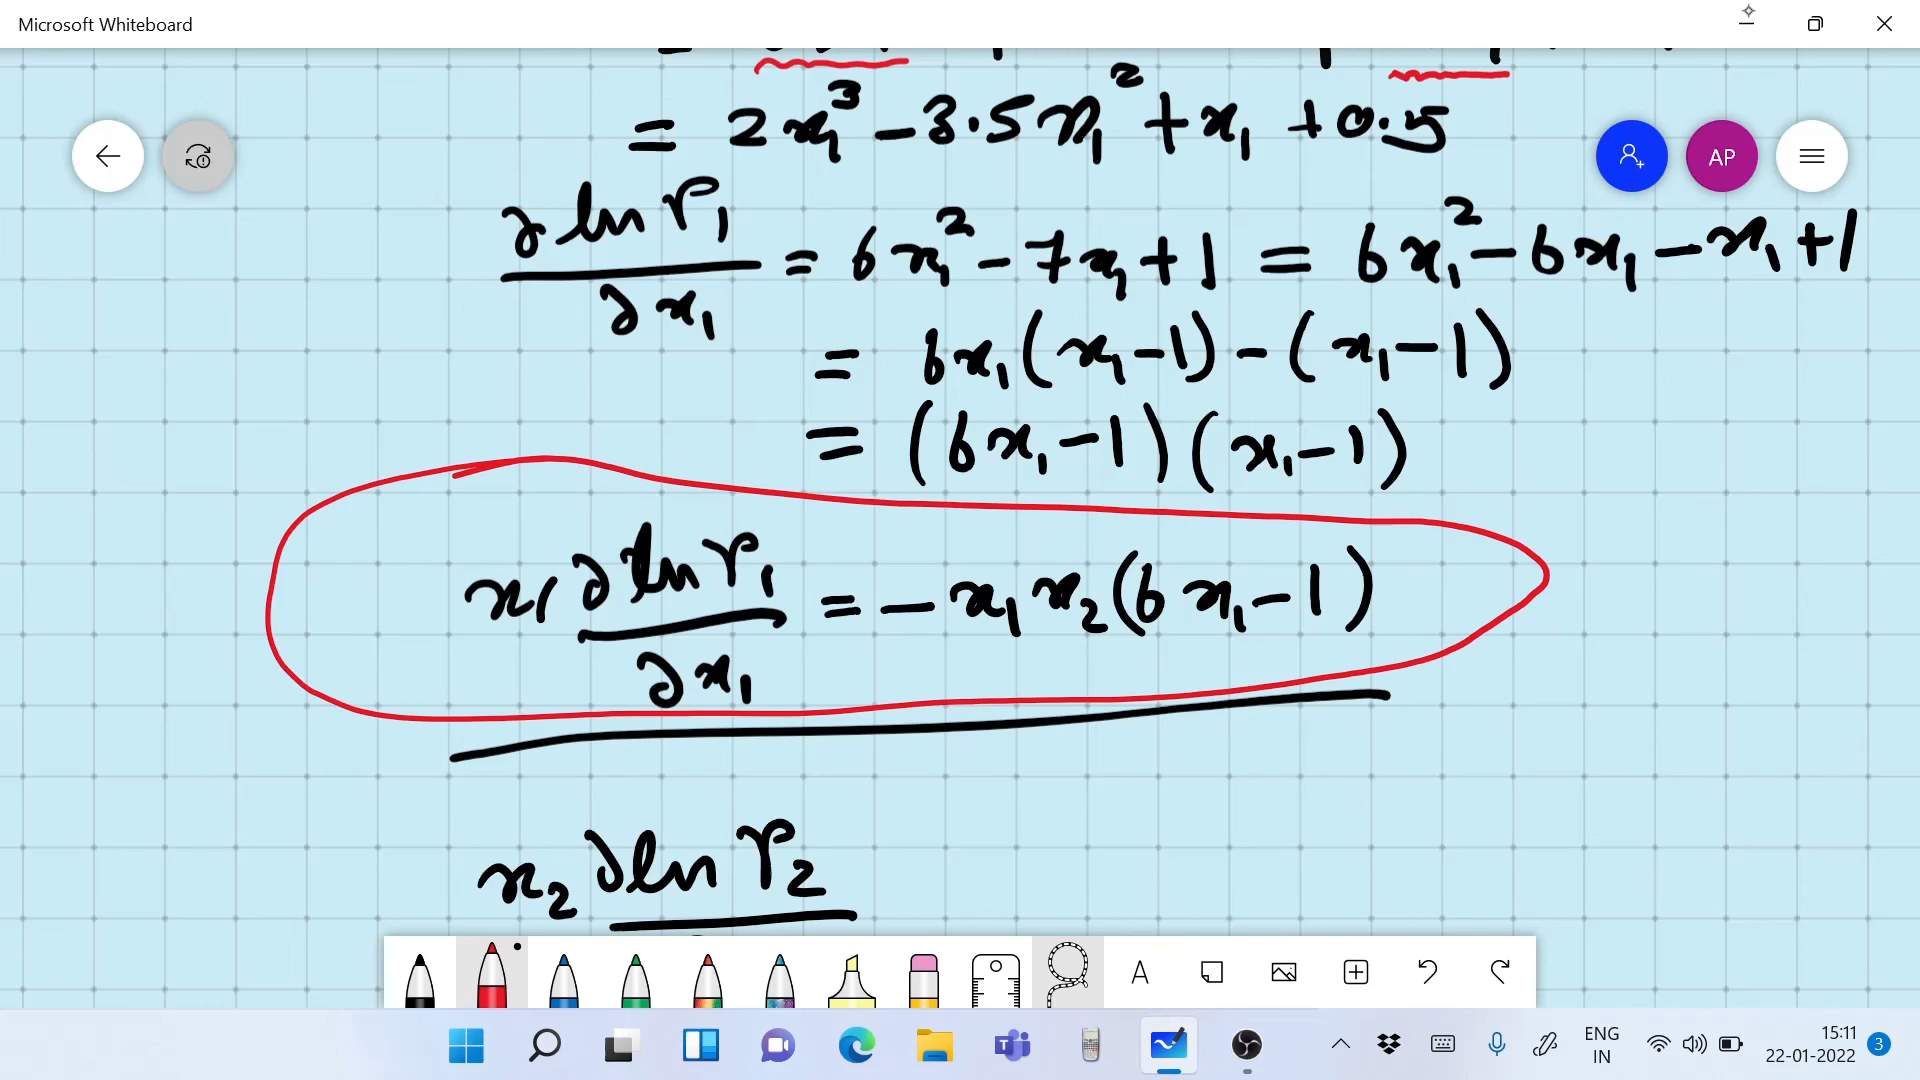 Microsoft Whiteboard
= 2x₁³ - 3.5x₁² + x₁ + 0.5
∂ ln γ₁ / ∂x₁ = 6x₁² - 7x₁ + 1 = 6x₁² - 6x₁ - x₁ + 1
= 6x₁(x₁ - 1) - (x₁ - 1)
= (6x₁ - 1)(x₁ - 1)
x₁ ∂ ln γ₁ / ∂x₁ = - x₁ x₂ (6x₁ - 1)
x₂ ∂ ln γ₂
AP
A
T
ENG
IN
15:11
22-01-2022
3